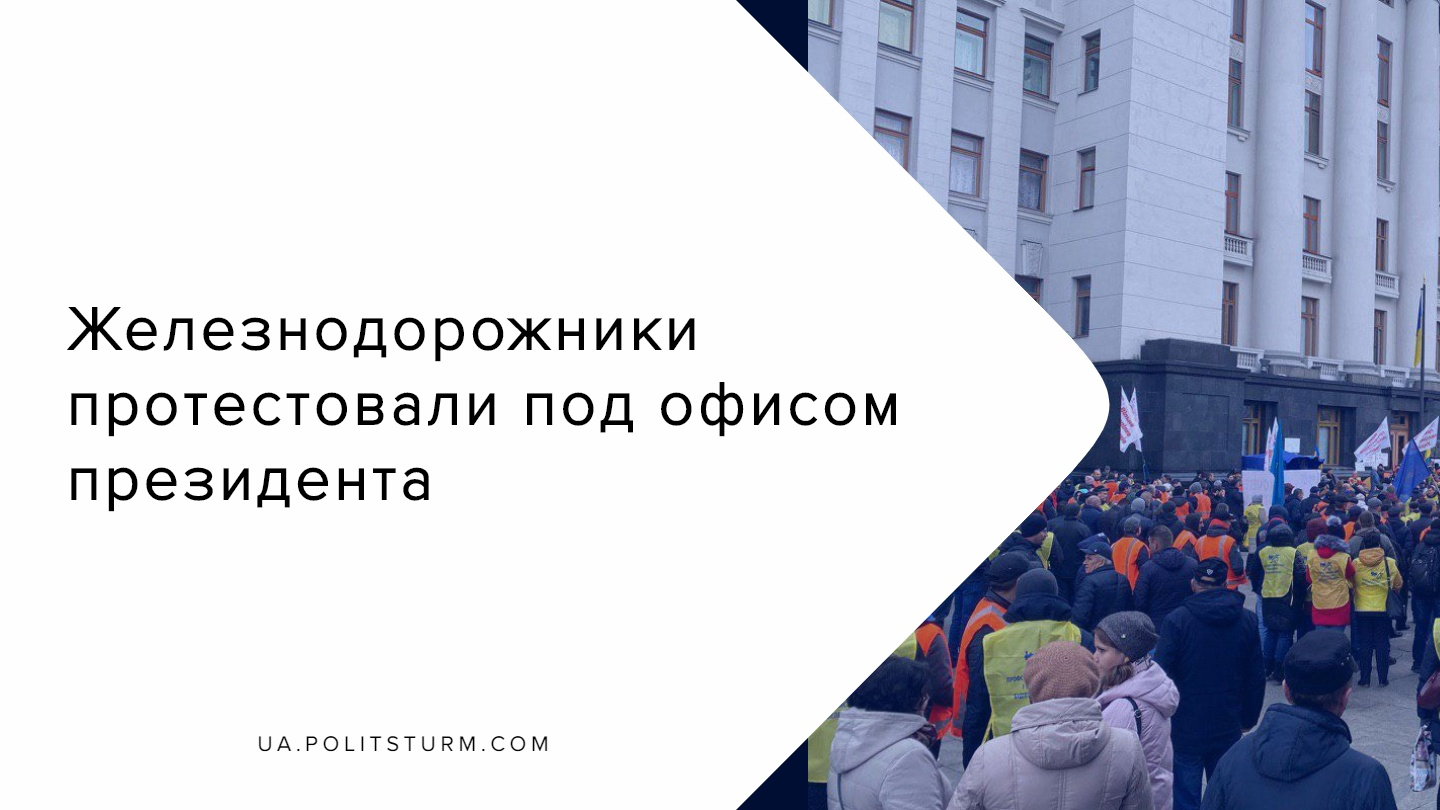 Железнодорожники
протестовали под офисом
президента
UA.POLITSTURM.COM